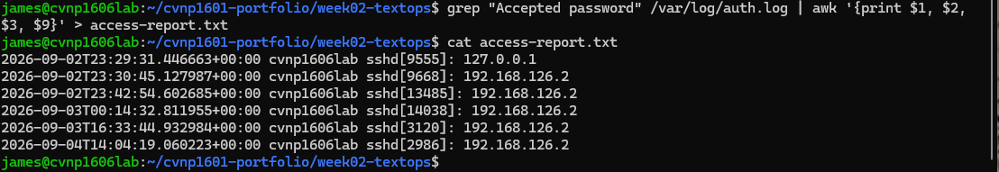 james@cvnp1606lab:~/cvnp1601-portfolio/week02-textops$ grep "Accepted password" /var/log/auth.log | awk '{print $1, $2,
$3, $9}' > access-report.txt
james@cvnp1606lab:~/cvnp1601-portfolio/week02-textops$ cat access-report.txt
2026-09-02T23:29:31.446663+00:00 cvnp1606lab sshd[9555]: 127.0.0.1
2026-09-02T23:30:45.127987+00:00 cvnp1606lab sshd[9668]: 192.168.126.2
2026-09-02T23:42:54.602685+00:00 cvnp1606lab sshd[13485]: 192.168.126.2
2026-09-03T00:14:32.811955+00:00 cvnp1606lab sshd[14038]: 192.168.126.2
2026-09-03T16:33:44.932984+00:00 cvnp1606lab sshd[3120]: 192.168.126.2
2026-09-04T14:04:19.060223+00:00 cvnp1606lab sshd[2986]: 192.168.126.2
james@cvnp1606lab:~/cvnp1601-portfolio/week02-textops$